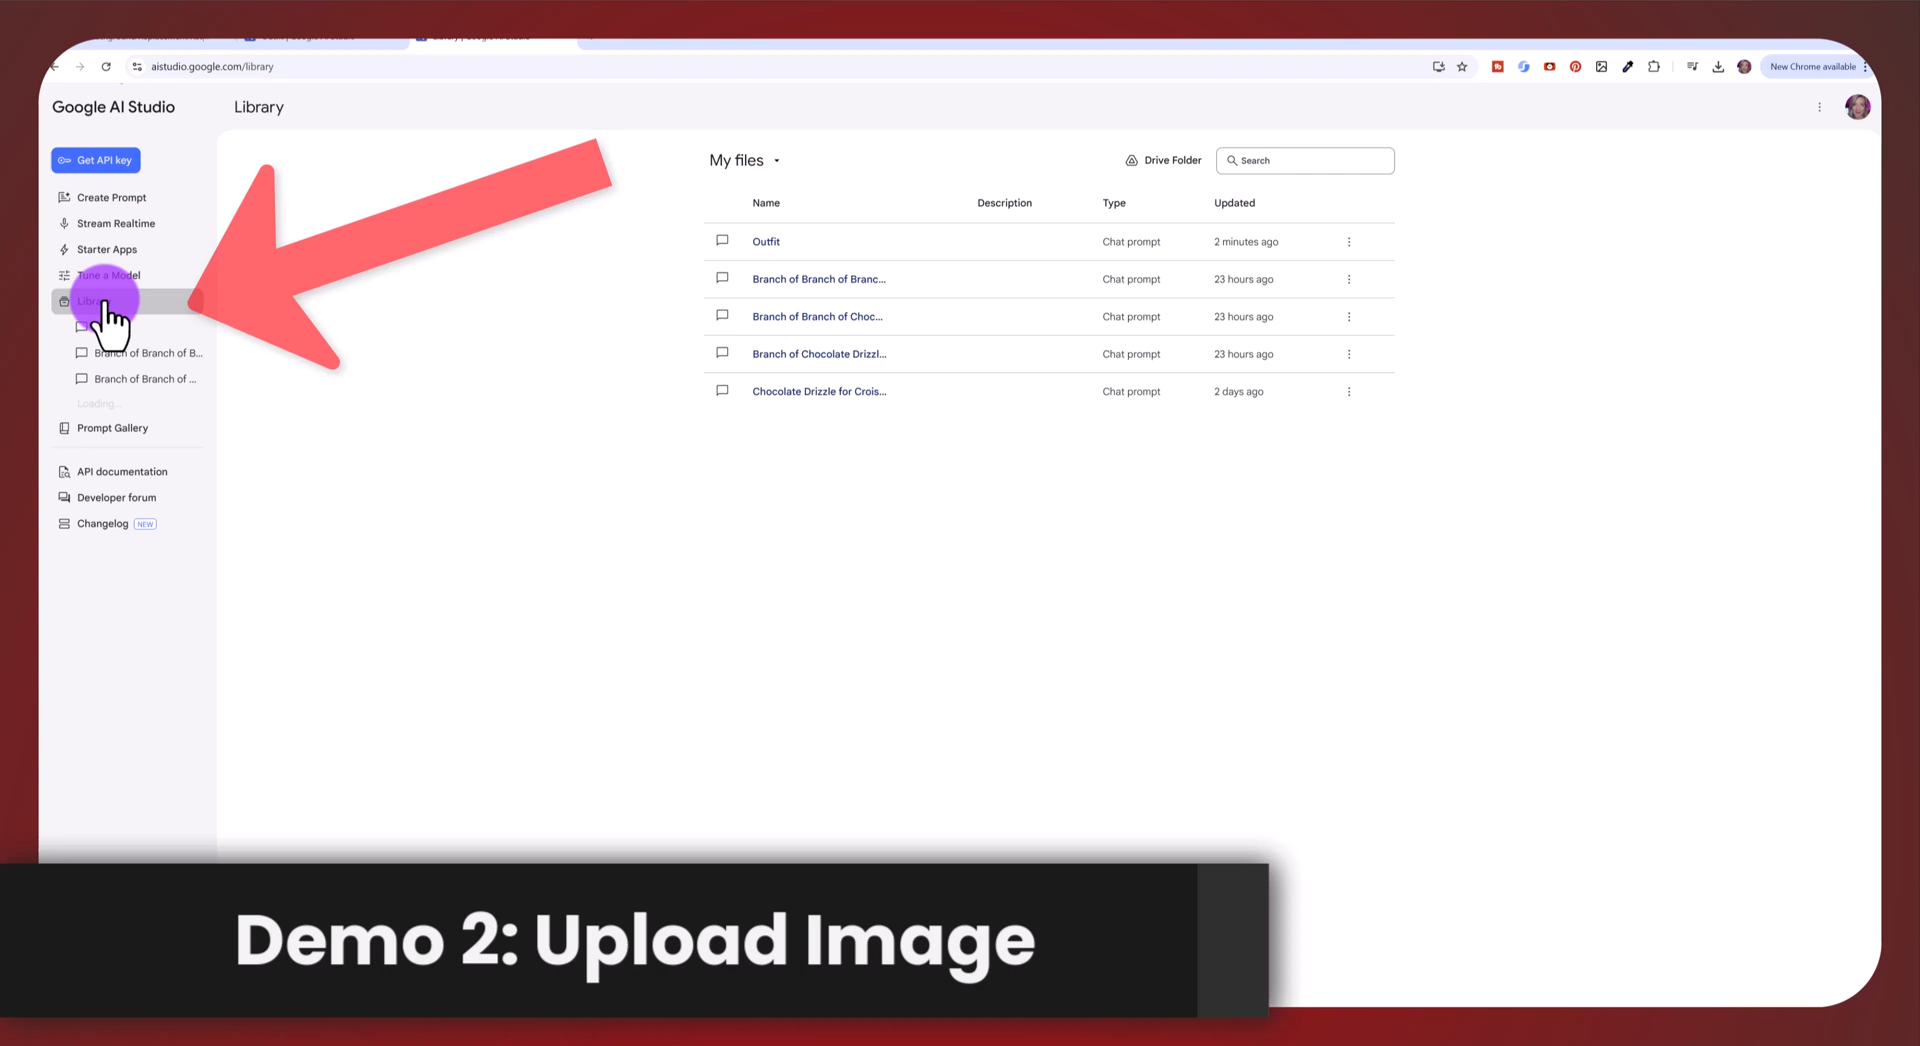 aistudio.google.com/library
New Chrome available
Google AI Studio
Library
Get API key
Create Prompt
Stream Realtime
Starter Apps
Tune a Model
Library
Branch of Branch of B...
Branch of Branch of ...
Loading...
Prompt Gallery
API documentation
Developer forum
Changelog NEW
My files
Drive Folder
Search
Name Description Type Updated
Outfit Chat prompt 2 minutes ago
Branch of Branch of Branc... Chat prompt 23 hours ago
Branch of Branch of Choc... Chat prompt 23 hours ago
Branch of Chocolate Drizzl... Chat prompt 23 hours ago
Chocolate Drizzle for Crois... Chat prompt 2 days ago
Demo 2: Upload Image